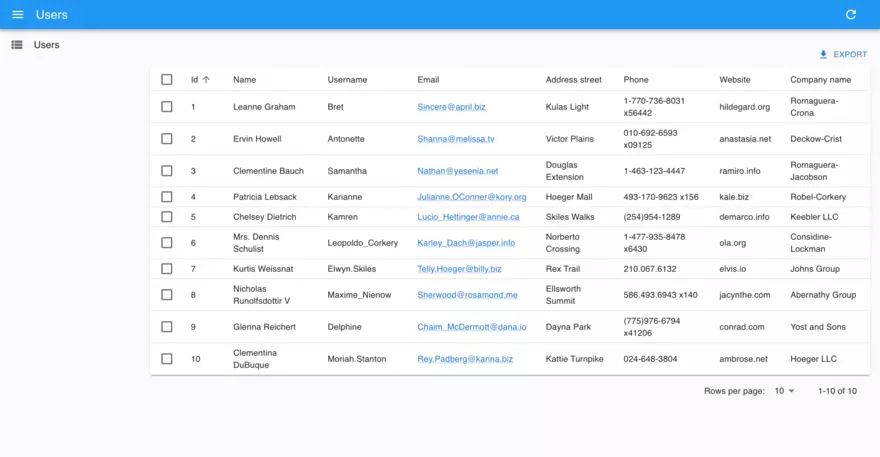 Users
Users
EXPORT
Id Name Username Email Address street Phone Website Company name
1 Leanne Graham Bret Sincere@april.biz Kulas Light 1-770-736-8031 x56442 hildegard.org Romaguera-Crona
2 Ervin Howell Antonette Shanna@melissa.tv Victor Plains 010-692-6593 x09125 anastasia.net Deckow-Crist
3 Clementine Bauch Samantha Nathan@yesenia.net Douglas Extension 1-463-123-4447 ramiro.info Romaguera-Jacobson
4 Patricia Lebsack Karianne Julianne.OConner@kory.org Hoeger Mall 493-170-9623 x156 kale.biz Robel-Corkery
5 Chelsey Dietrich Kamren Lucio_Hettinger@annie.ca Skiles Walks (254)954-1289 demarco.info Keebler LLC
6 Mrs. Dennis Schulist Leopoldo_Corkery Karley_Dach@jasper.info Norberto Crossing 1-477-935-8478 x6430 ola.org Considine-Lockman
7 Kurtis Weissnat Elwyn.Skiles Telly.Hoeger@billy.biz Rex Trail 210.067.6132 elvis.io Johns Group
8 Nicholas Runolfsdottir V Maxime_Nienow Sherwood@rosamond.me Ellsworth Summit 586.493.6943 x140 jacynthe.com Abernathy Group
9 Glenna Reichert Delphine Chaim_McDermott@dana.io Dayna Park (775)976-6794 x41206 conrad.com Yost and Sons
10 Clementina DuBuque Moriah.Stanton Rey.Padberg@karina.biz Kattie Turnpike 024-648-3804 ambrose.net Hoeger LLC
Rows per page: 10 1-10 of 10